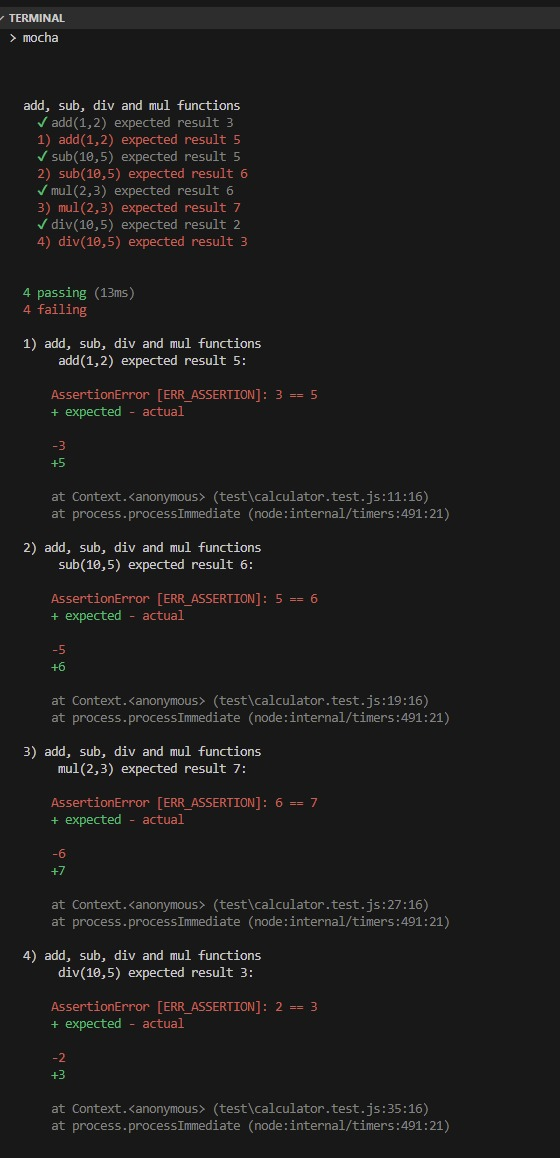 TERMINAL
> mocha
add, sub, div and mul functions
✓ add(1,2) expected result 3
1) add(1,2) expected result 5
✓ sub(10,5) expected result 5
2) sub(10,5) expected result 6
✓ mul(2,3) expected result 6
3) mul(2,3) expected result 7
✓ div(10,5) expected result 2
4) div(10,5) expected result 3
4 passing (13ms)
4 failing
1) add, sub, div and mul functions
add(1,2) expected result 5:
AssertionError [ERR_ASSERTION]: 3 == 5
+ expected - actual
-3
+5
at Context.<anonymous> (test\calculator.test.js:11:16)
at process.processImmediate (node:internal/timers:491:21)
2) add, sub, div and mul functions
sub(10,5) expected result 6:
AssertionError [ERR_ASSERTION]: 5 == 6
+ expected - actual
-5
+6
at Context.<anonymous> (test\calculator.test.js:19:16)
at process.processImmediate (node:internal/timers:491:21)
3) add, sub, div and mul functions
mul(2,3) expected result 7:
AssertionError [ERR_ASSERTION]: 6 == 7
+ expected - actual
-6
+7
at Context.<anonymous> (test\calculator.test.js:27:16)
at process.processImmediate (node:internal/timers:491:21)
4) add, sub, div and mul functions
div(10,5) expected result 3:
AssertionError [ERR_ASSERTION]: 2 == 3
+ expected - actual
-2
+3
at Context.<anonymous> (test\calculator.test.js:35:16)
at process.processImmediate (node:internal/timers:491:21)